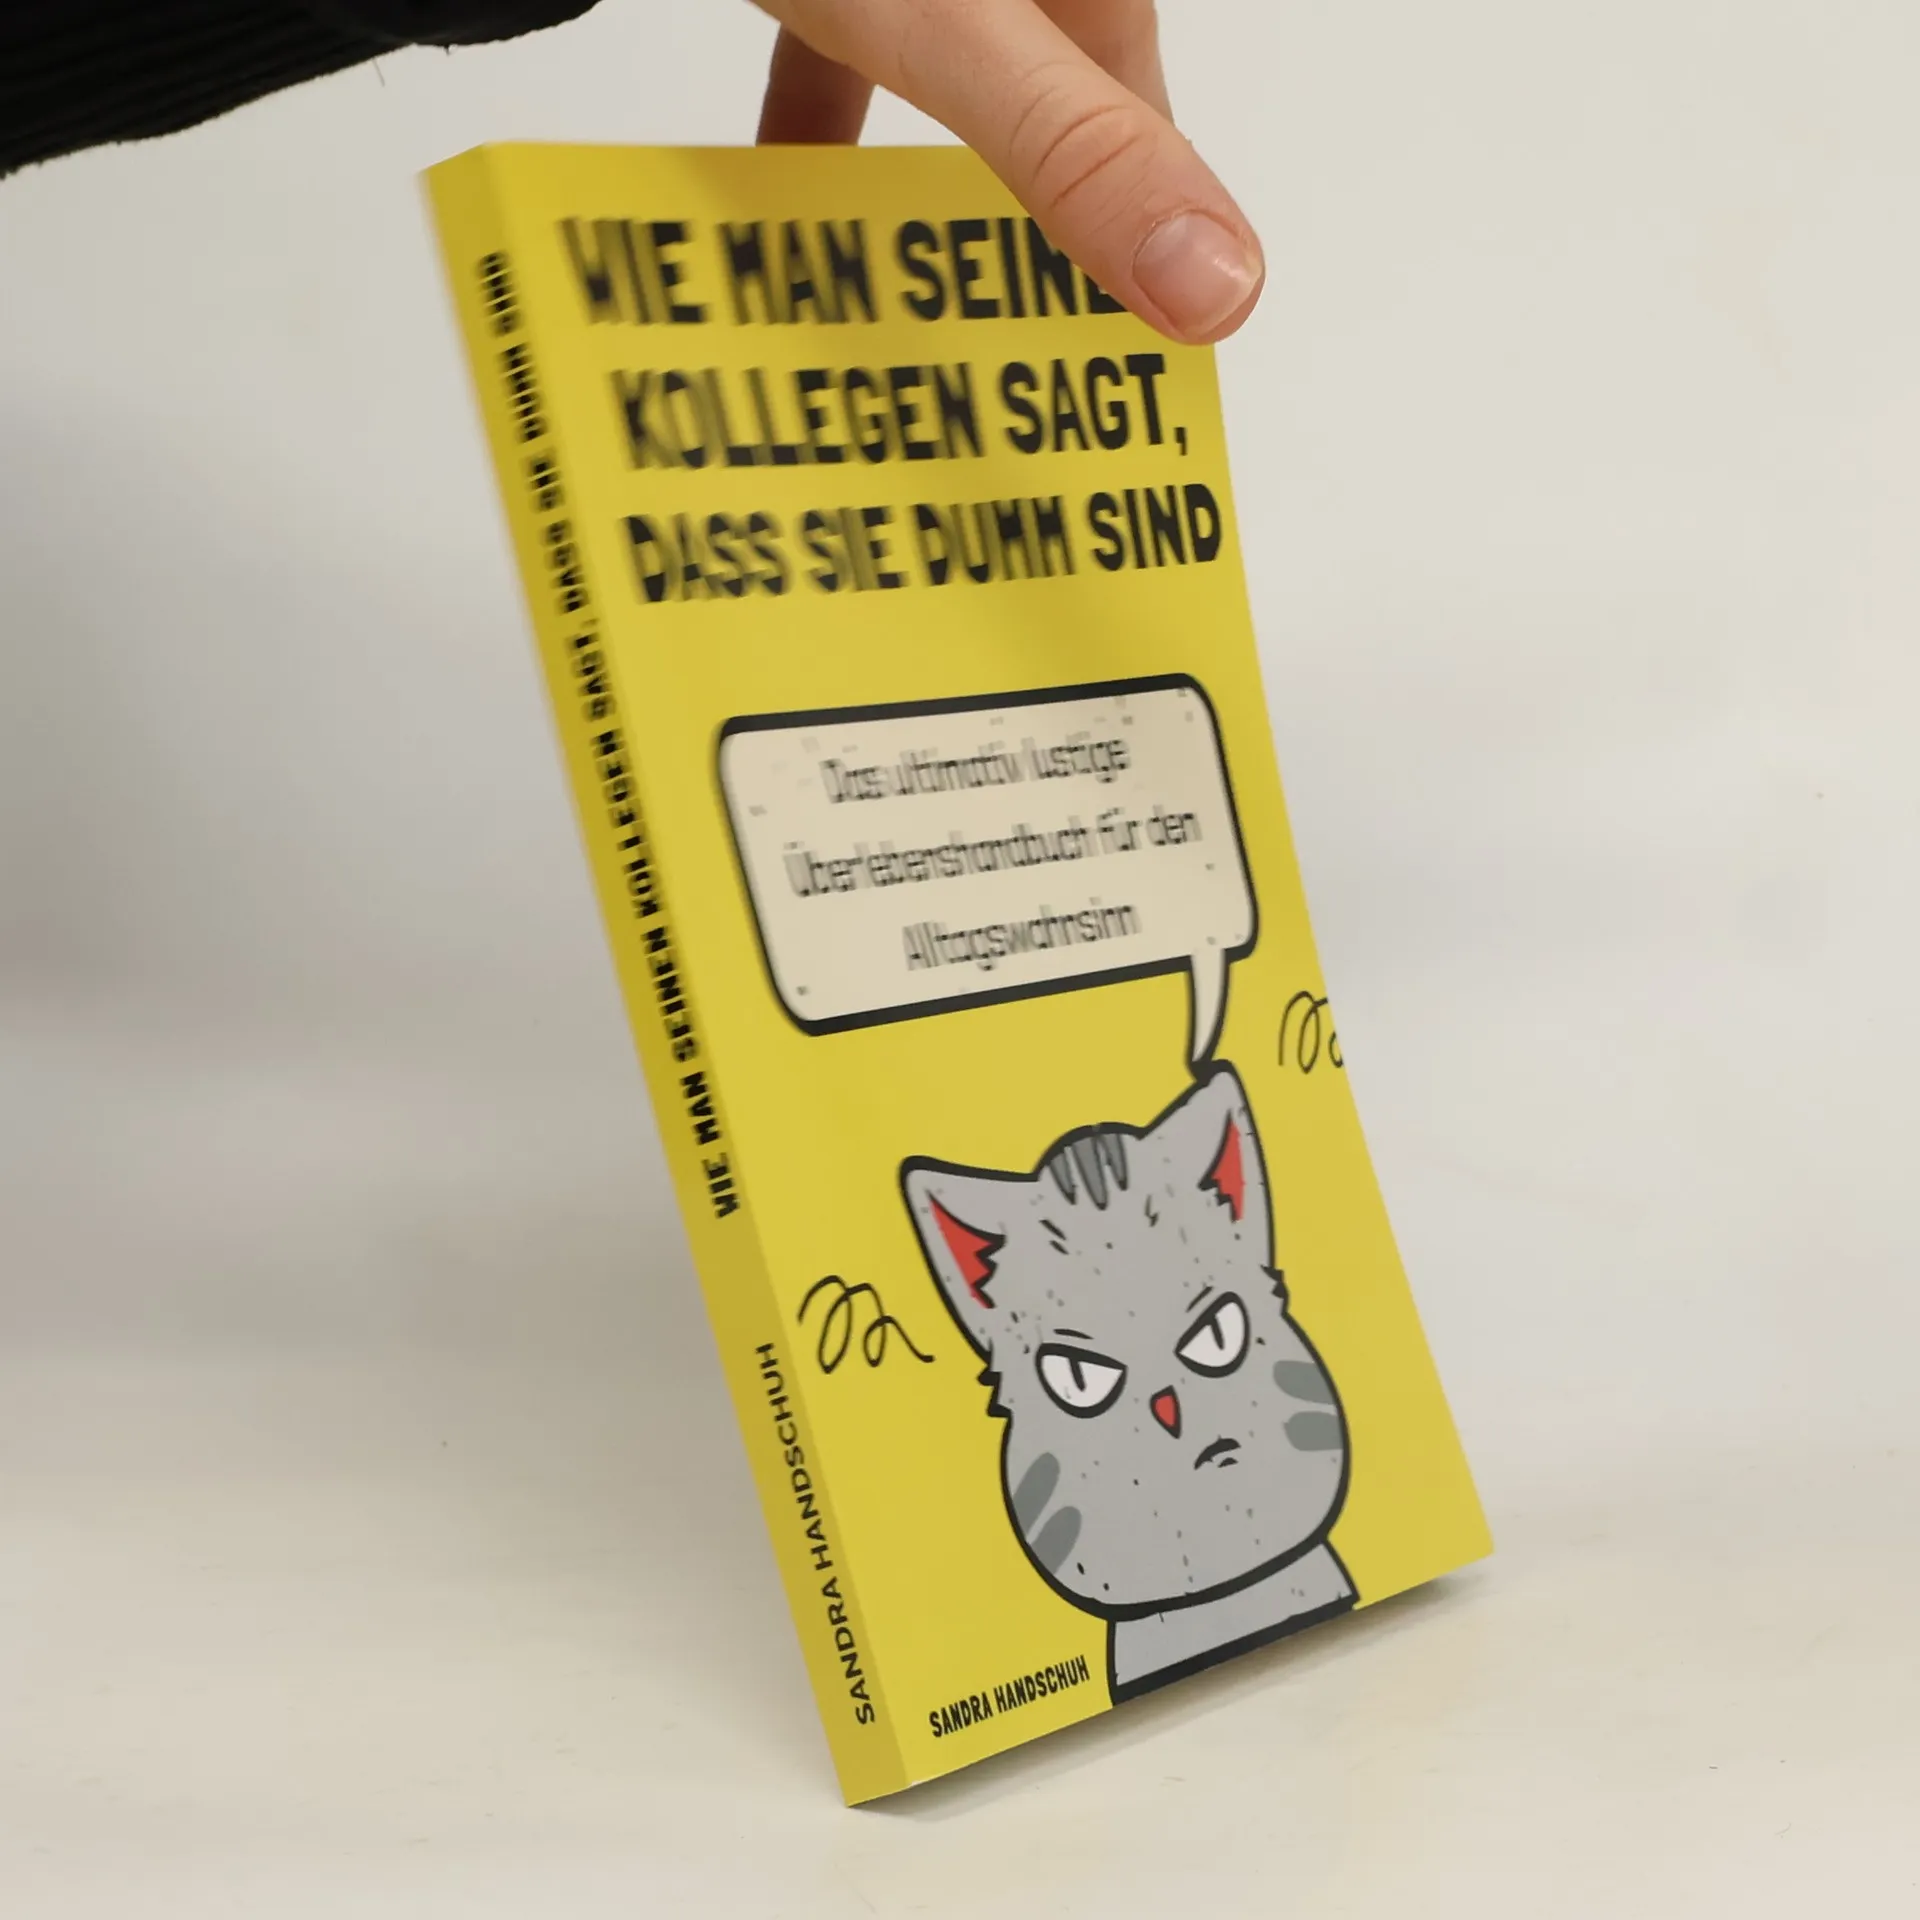 WIE MAN SEINEN
KOLLEGEN SAGT,
DASS SIE DUMM SIND
Das ultimativ lustige
Überlebenshandbuch für den
Alltagswahnsinn
SANDRA HANDSCHUH
WIE MAN SEINEN KOLLEGEN SAGT, DASS SIE DUMM SIND
SANDRA HANDSCHUH